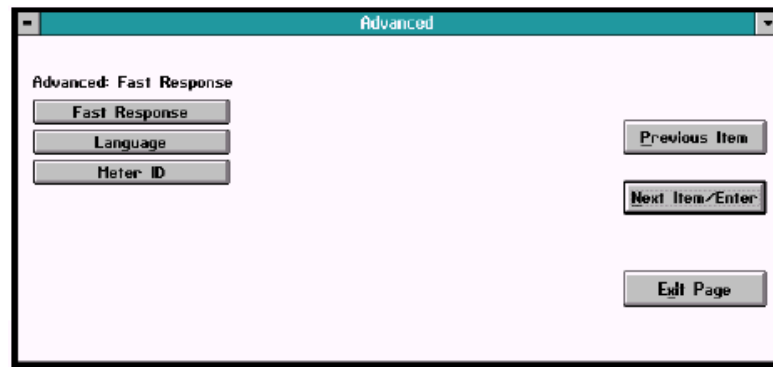 Advanced
Advanced: Fast Response
Fast Response
Language
Meter ID
Previous Item
Next Item/Enter
Exit Page